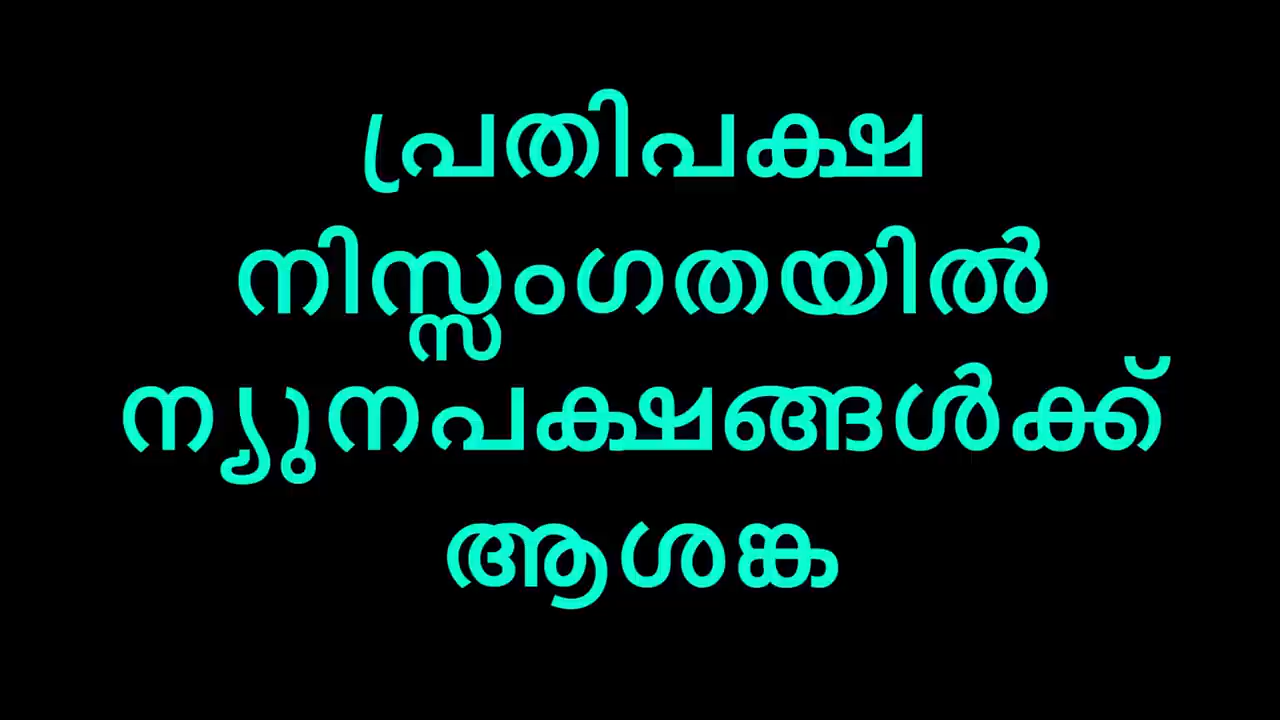 പ്രതിപക്ഷ
നിസ്സംഗതയിൽ
ന്യുനപക്ഷങ്ങൾക്ക്
ആശങ്ക